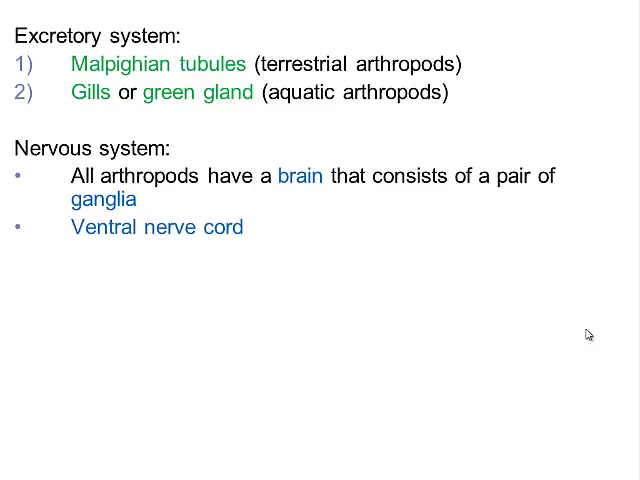 Excretory system:
1) Malpighian tubules (terrestrial arthropods)
2) Gills or green gland (aquatic arthropods)
Nervous system:
• All arthropods have a brain that consists of a pair of
ganglia
• Ventral nerve cord